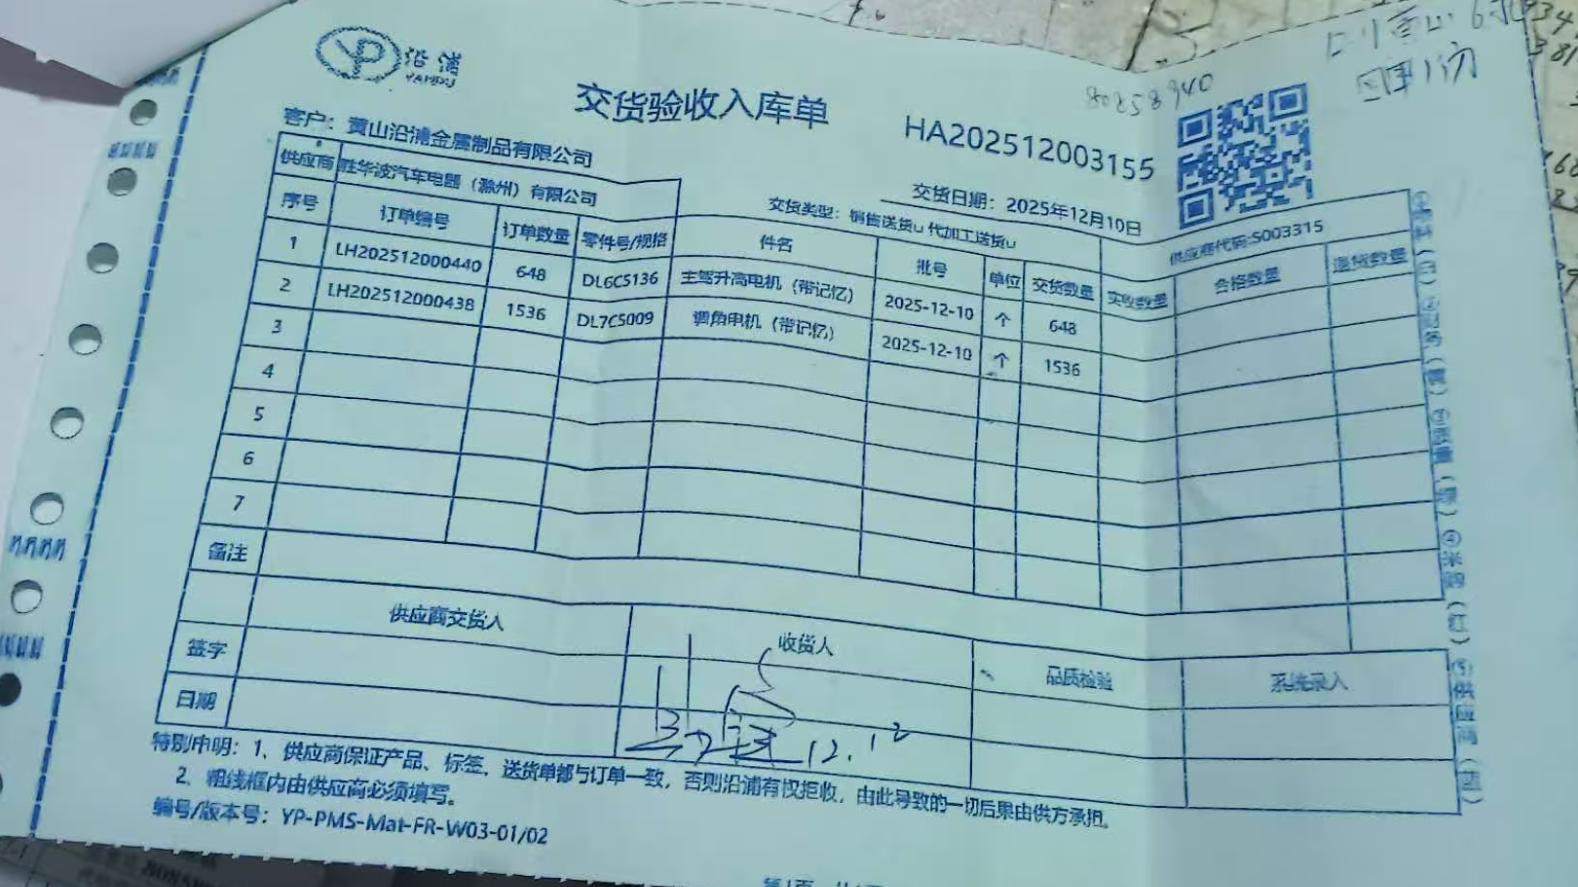 YP 沿浦
YANPU
交货验收入库单
80258940
HA202512003155
客户：黄山沿浦金属制品有限公司
交货日期：2025年12月10日
供应商 胜华波汽车电器（滁州）有限公司
交货类型：销售送货u 代加工送货u
供应商代码:S003315
序号 订单编号 订单数量 零件号/规格 件名 批号 单位 交货数量 实收数量 合格数量 退货数量
1 LH202512000440 648 DL6C5136 主驾升高电机（带记忆） 2025-12-10 个 648
2 LH202512000438 1536 DL7C5009 调角电机（带记忆） 2025-12-10 个 1536
3
4
5
6
7
备注
供应商交货人 收货人 品质检验 系统录入
签字
日期
12.12
特别申明：1、供应商保证产品、标签、送货单都与订单一致，否则沿浦有权拒收，由此导致的一切后果由供方承担。
2、粗线框内由供应商必须填写。
编号/版本号：YP-PMS-Mat-FR-W03-01/02